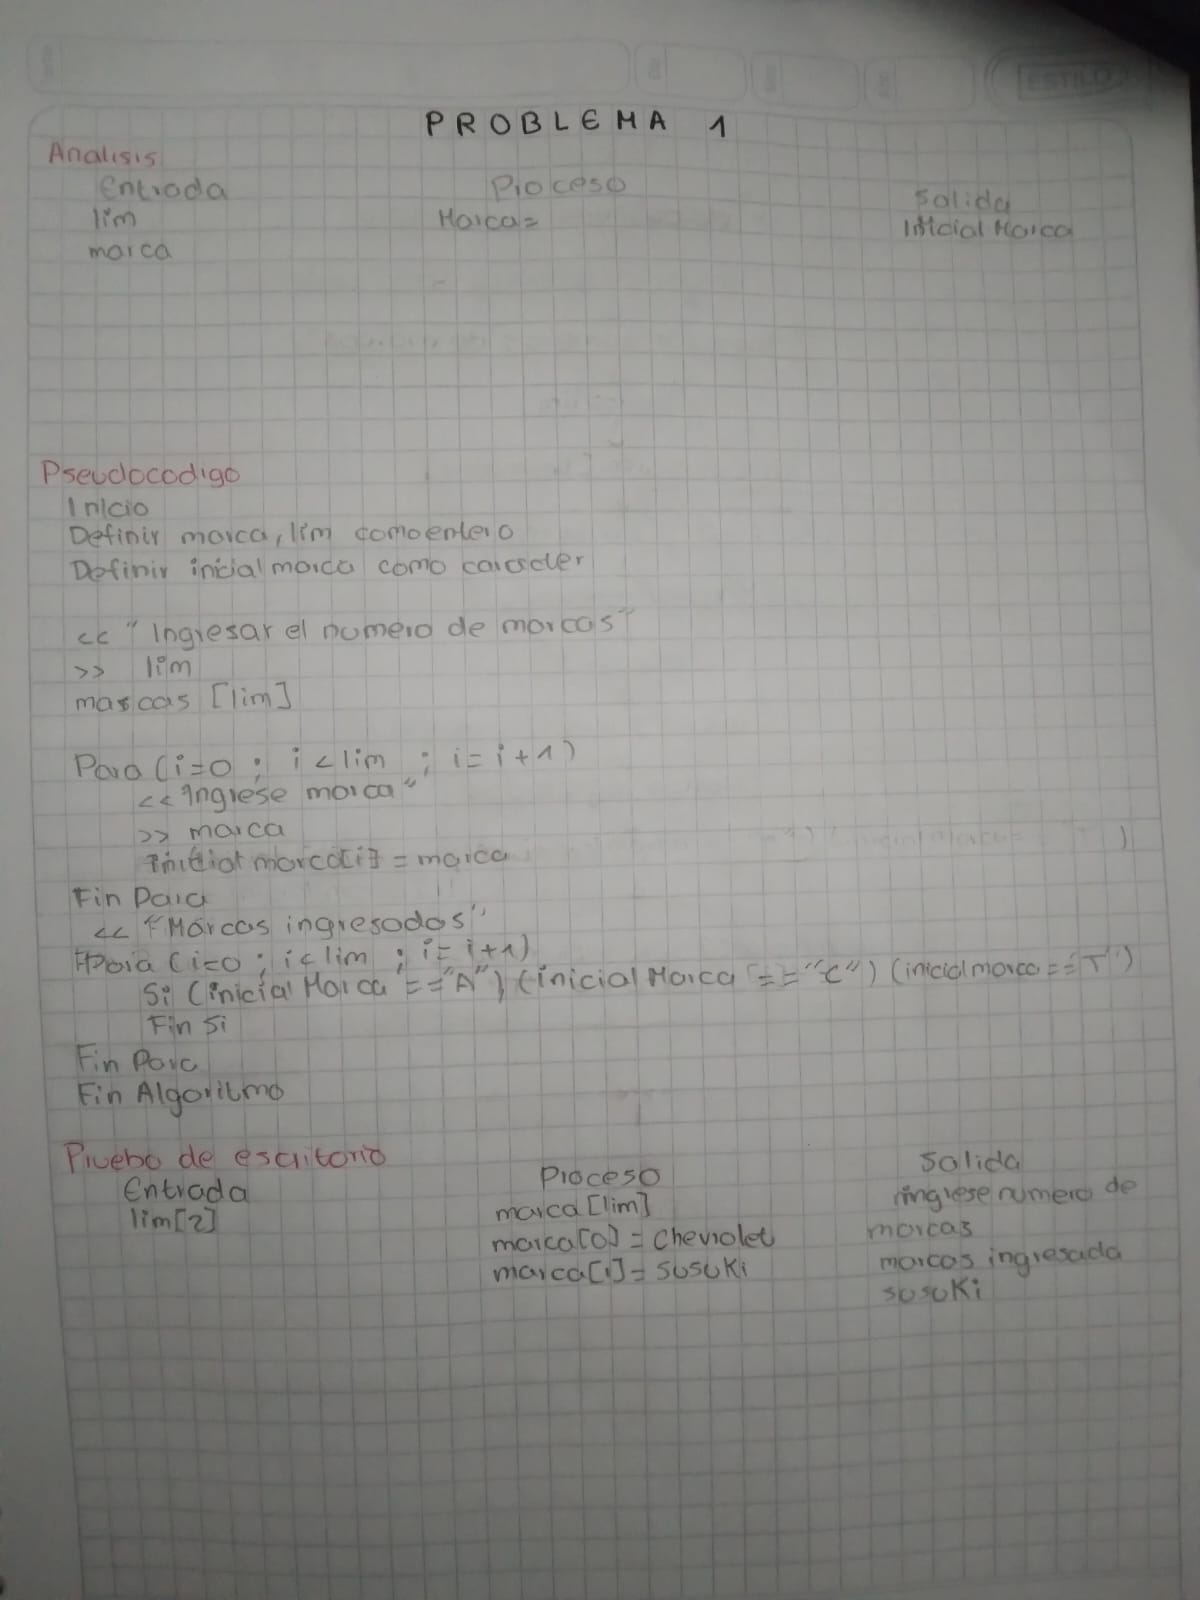 ESTILO
PROBLEMA 1
Analisis
Entrada Proceso Salida
lim Marca= Inicial Marca
marca
Pseudocodigo
Inicio
Definir marca, lim como entero
Definir inicial marca como caracter
<< " Ingresar el numero de marcas"
>> lim
marcas [lim]
Para (i=0 ; i < lim ; i= i+1)
<< Ingrese marca"
>> marca
inicial marca[i] = marca
Fin Para
<< "Marcas ingresadas"
Para (i=0 ; i < lim ; i= i+1)
Si (inicial Marca == "A") (inicial Marca == "C") (inicial marca == "T")
Fin Si
Fin Para
Fin Algoritmo
Prueba de escritorio
Entrada Proceso Salida
lim[2] marca [lim] ingrese numero de
marca[0] = Chevrolet marcas
marca[1] = SUSUKi marcas ingresada
SUSUKi